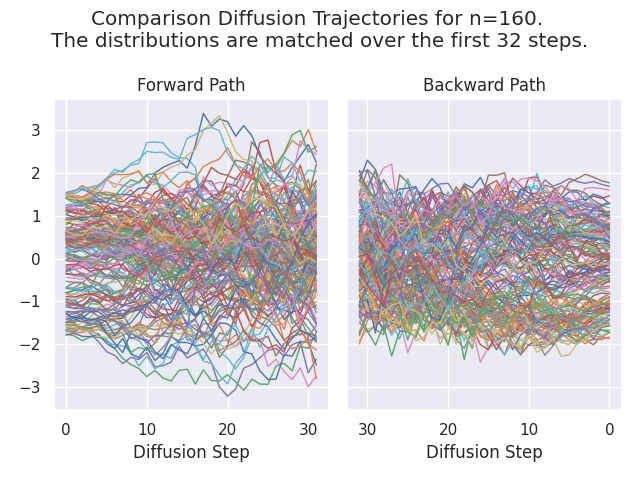 Comparison Diffusion Trajectories for n=160.
The distributions are matched over the first 32 steps.
Forward Path
Backward Path
3
2
1
0
−1
−2
−3
0 10 20 30
30 20 10 0
Diffusion Step
Diffusion Step